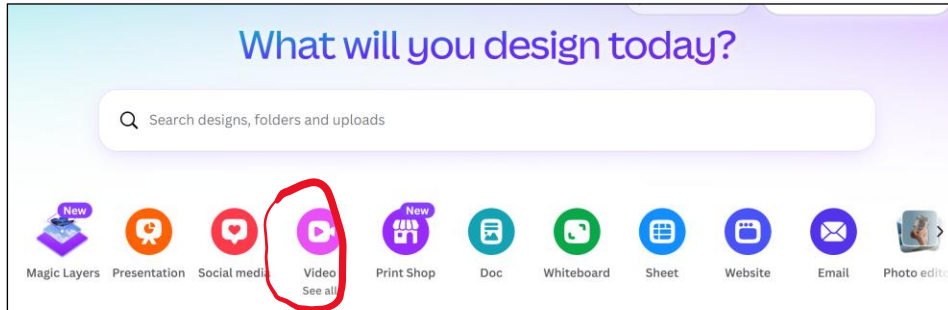 What will you design today?
Search designs, folders and uploads
New
New
Magic Layers Presentation Social media Video Print Shop Doc Whiteboard Sheet Website Email Photo
See all